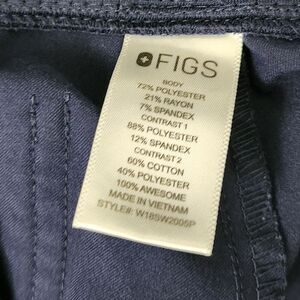 FIGS
BODY
72% POLYESTER
21% RAYON
7% SPANDEX
CONTRAST 1
88% POLYESTER
12% SPANDEX
CONTRAST 2
60% COTTON
40% POLYESTER
100% AWESOME
MADE IN VIETNAM
STYLE#: W18SW2005P